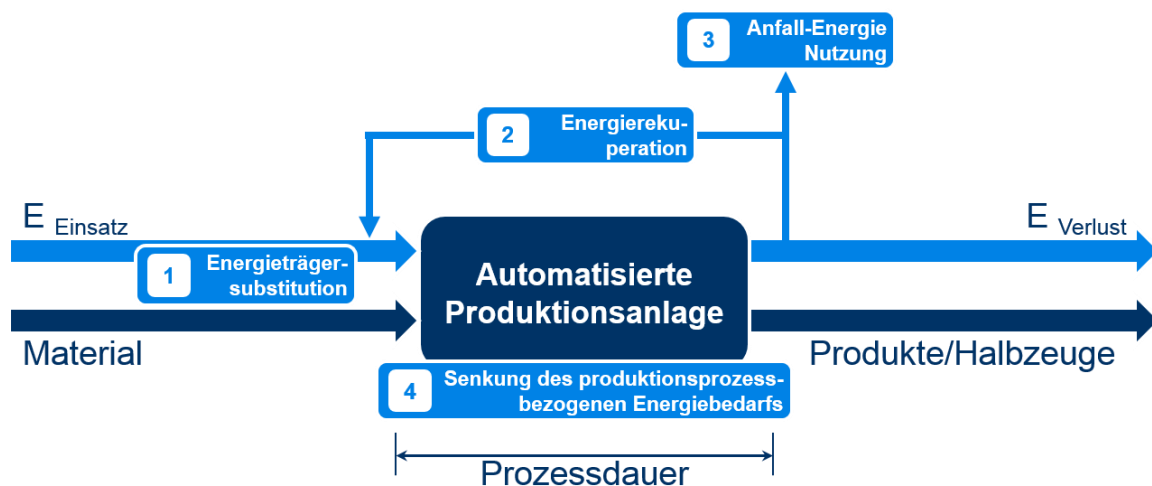 3 Anfall-Energie
Nutzung
2 Energiereku-
peration
E Einsatz
E Verlust
1 Energieträger-
substitution
Automatisierte
Produktionsanlage
Material
Produkte/Halbzeuge
4 Senkung des produktionsprozess-
bezogenen Energiebedarfs
Prozessdauer